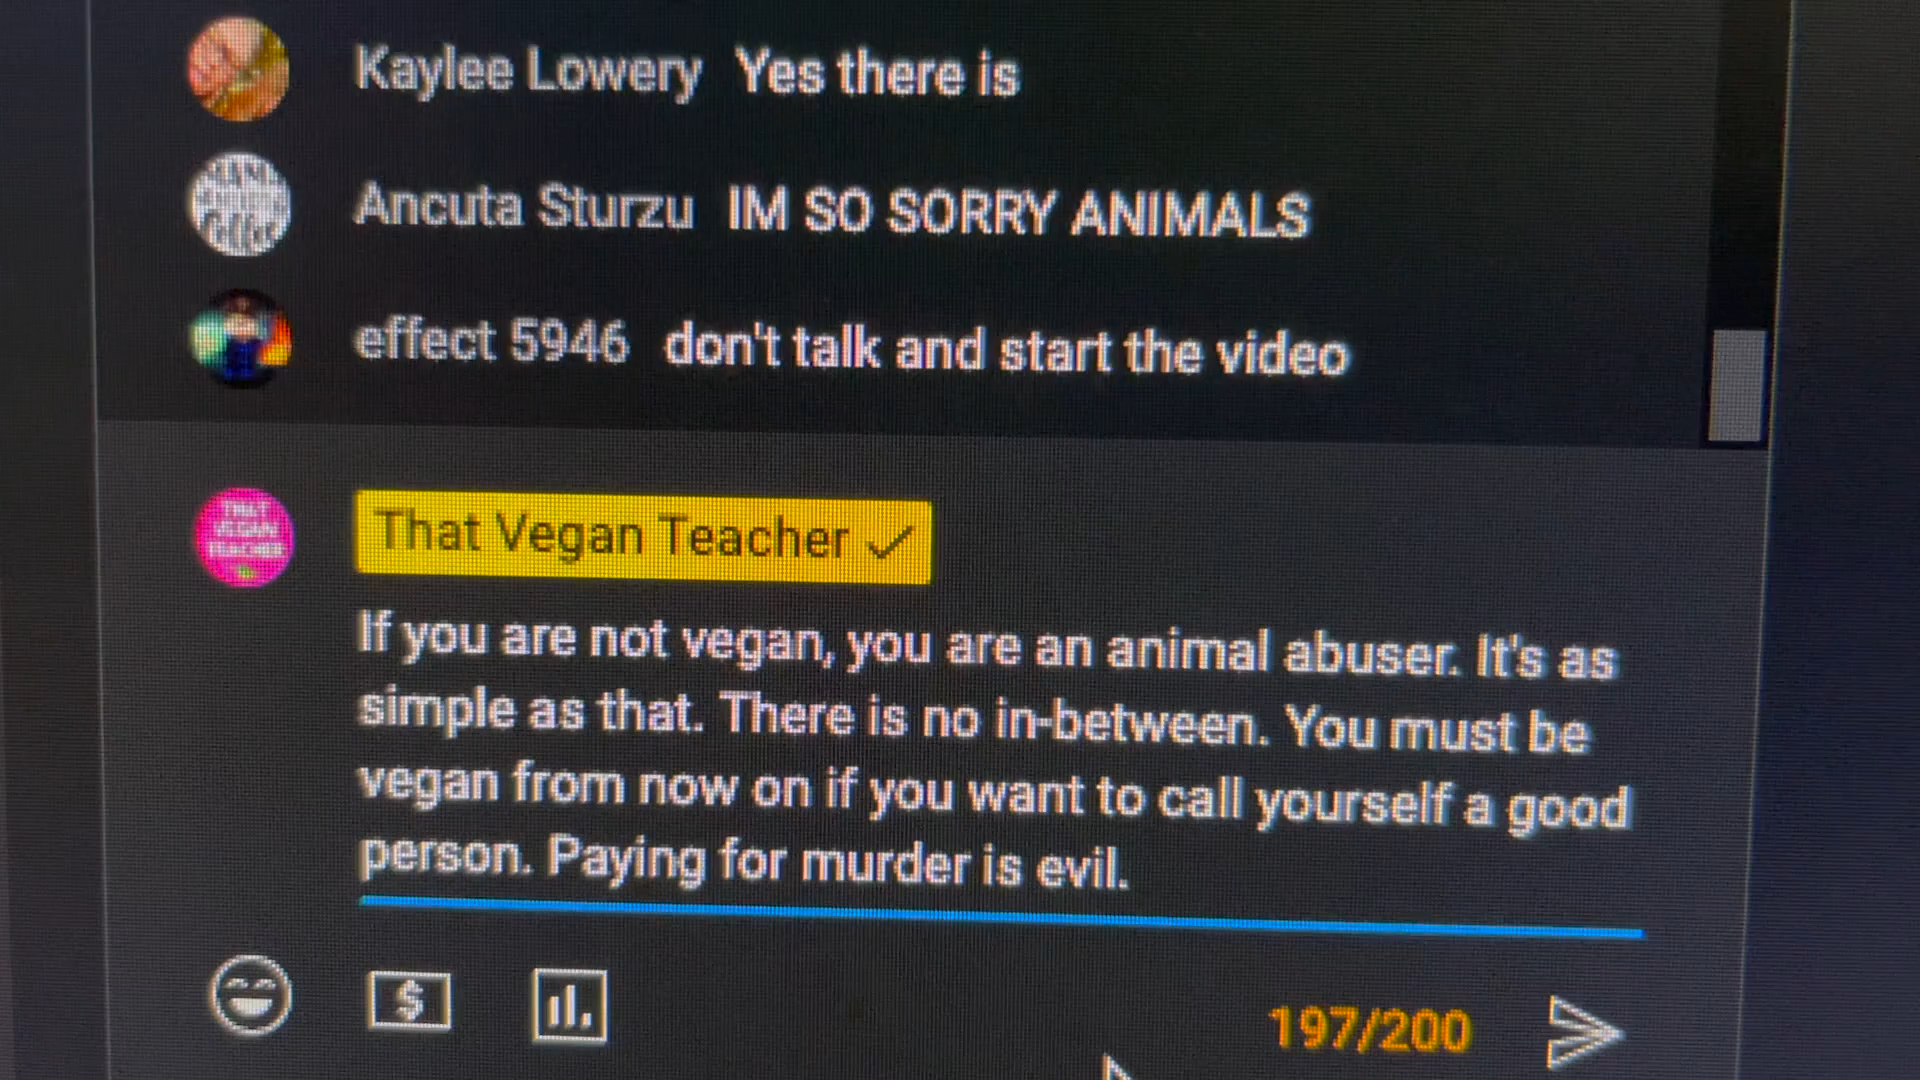 Kaylee Lowery Yes there is
Ancuta Sturzu IM SO SORRY ANIMALS
effect 5946 don't talk and start the video
THAT VEGAN TEACHER
That Vegan Teacher ✓
If you are not vegan, you are an animal abuser. It's as
simple as that. There is no in-between. You must be
vegan from now on if you want to call yourself a good
person. Paying for murder is evil.
$
197/200